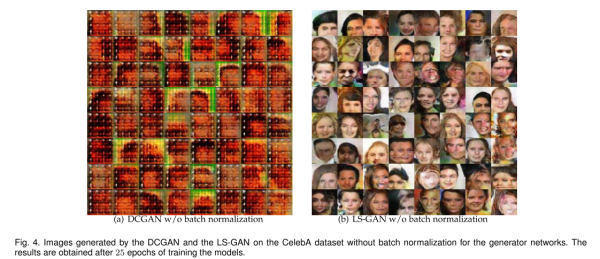 (a) DCGAN w/o batch normalization
(b) LS-GAN w/o batch normalization
Fig. 4. Images generated by the DCGAN and the LS-GAN on the CelebA dataset without batch normalization for the generator networks. The
results are obtained after 25 epochs of training the models.